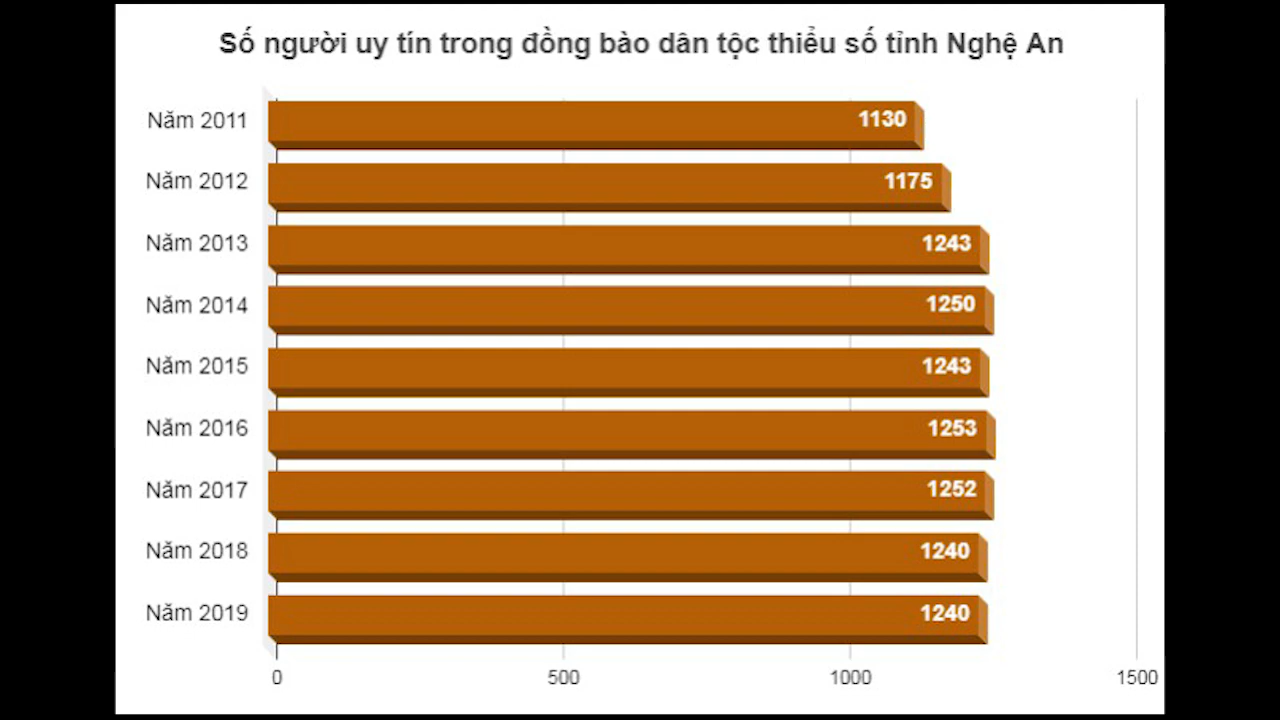 Số người uy tín trong đồng bào dân tộc thiểu số tỉnh Nghệ An
Năm 2011 1130
Năm 2012 1175
Năm 2013 1243
Năm 2014 1250
Năm 2015 1243
Năm 2016 1253
Năm 2017 1252
Năm 2018 1240
Năm 2019 1240
0 500 1000 1500